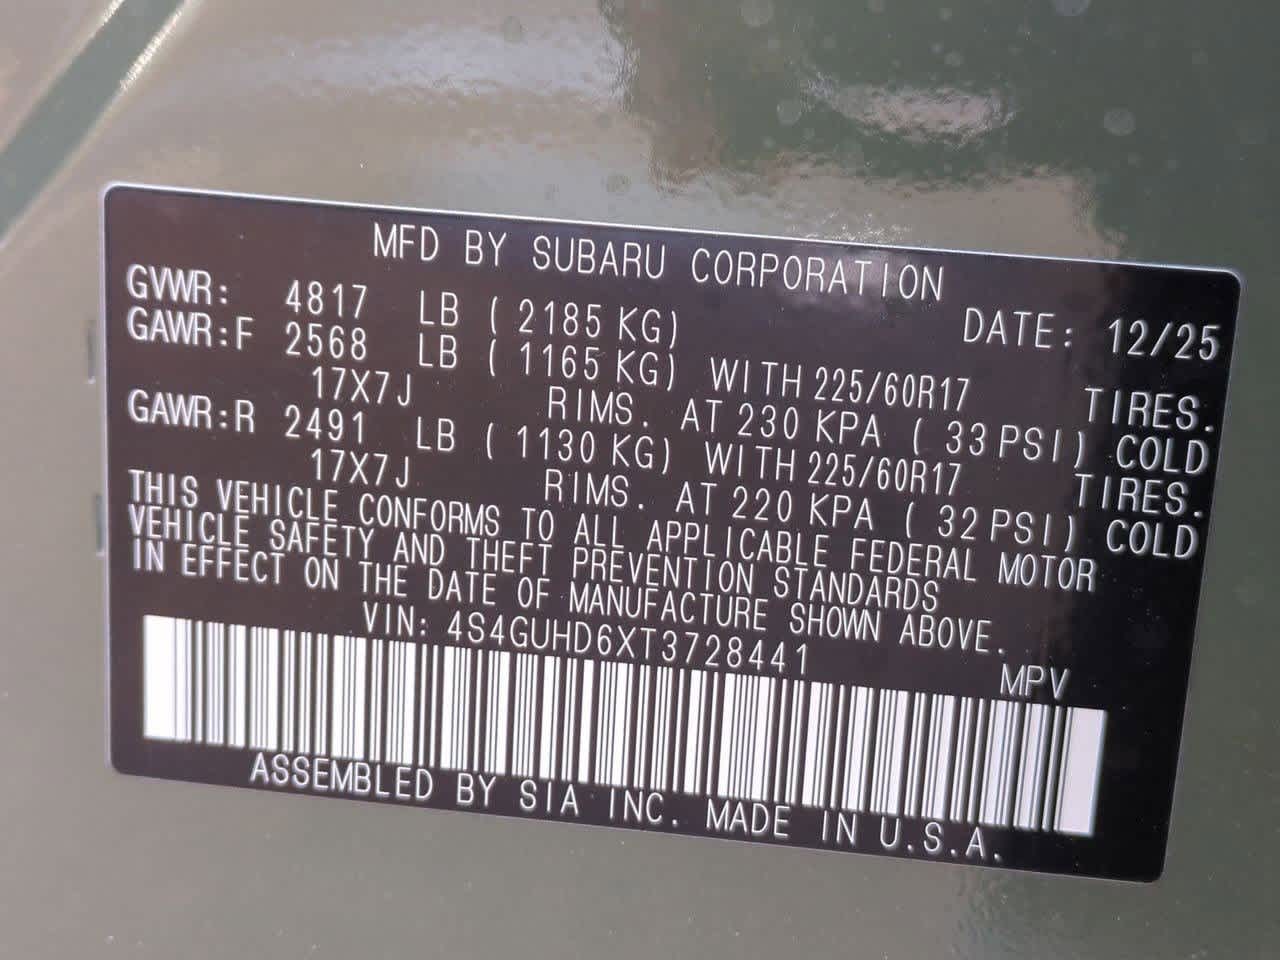 MFD BY SUBARU CORPORATION
GVWR: 4817 LB ( 2185 KG) DATE: 12/25
GAWR:F 2568 LB ( 1165 KG) WITH 225/60R17 TIRES.
17X7J RIMS. AT 230 KPA ( 33 PSI) COLD
GAWR:R 2491 LB ( 1130 KG) WITH 225/60R17 TIRES.
17X7J RIMS. AT 220 KPA ( 32 PSI) COLD
THIS VEHICLE CONFORMS TO ALL APPLICABLE FEDERAL MOTOR
VEHICLE SAFETY AND THEFT PREVENTION STANDARDS
IN EFFECT ON THE DATE OF MANUFACTURE SHOWN ABOVE.
VIN: 4S4GUHD6XT3728441 MPV
ASSEMBLED BY SIA INC. MADE IN U.S.A.